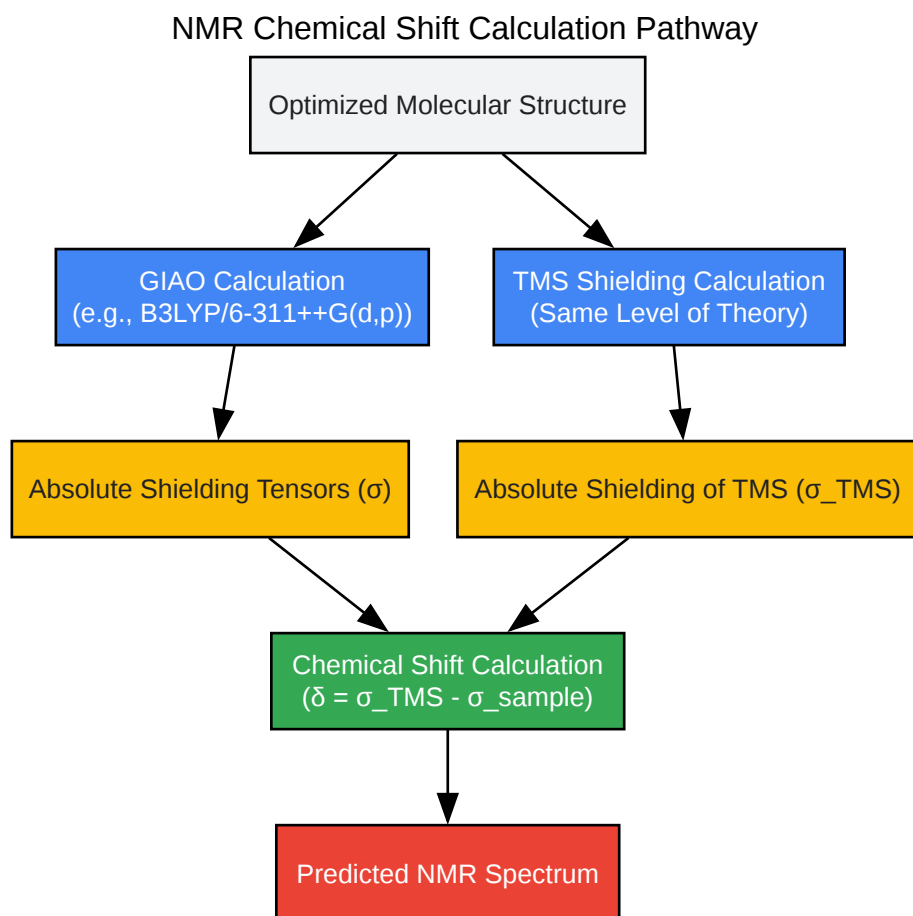 NMR Chemical Shift Calculation Pathway
Optimized Molecular Structure
GIAO Calculation
(e.g., B3LYP/6-311++G(d,p))
TMS Shielding Calculation
(Same Level of Theory)
Absolute Shielding Tensors (σ)
Absolute Shielding of TMS (σ_TMS)
Chemical Shift Calculation
(δ = σ_TMS - σ_sample)
Predicted NMR Spectrum